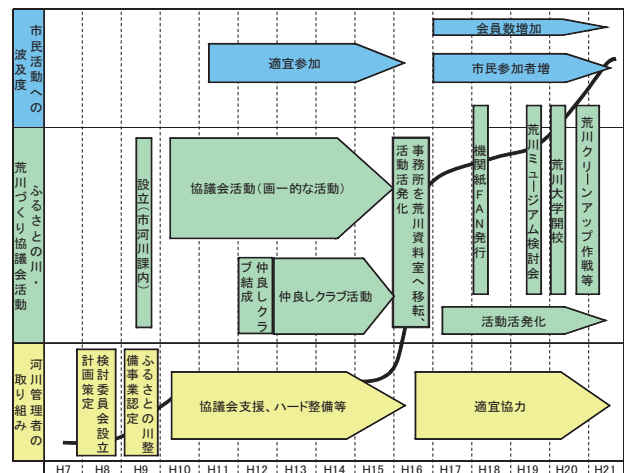 市民活動への
波及度
会員数増加
適宜参加
市民参加者増
ふるさとの川・
荒川づくり協議会活動
設立(市河川課内)
協議会活動(画一的な活動)
事務所を荒川資料室へ移転、
活動活発化
機関紙FAN発行
荒川ミュージアム検討会
荒川大学開校
荒川クリーンアップ作戦等
仲良しクラ
ブ結成
仲良しクラブ活動
活動活発化
河川管理者の
取り組み
検討委員会設立
計画策定
ふるさとの川整
備事業認定
協議会支援、ハード整備等
適宜協力
H7 H8 H9 H10 H11 H12 H13 H14 H15 H16 H17 H18 H19 H20 H21